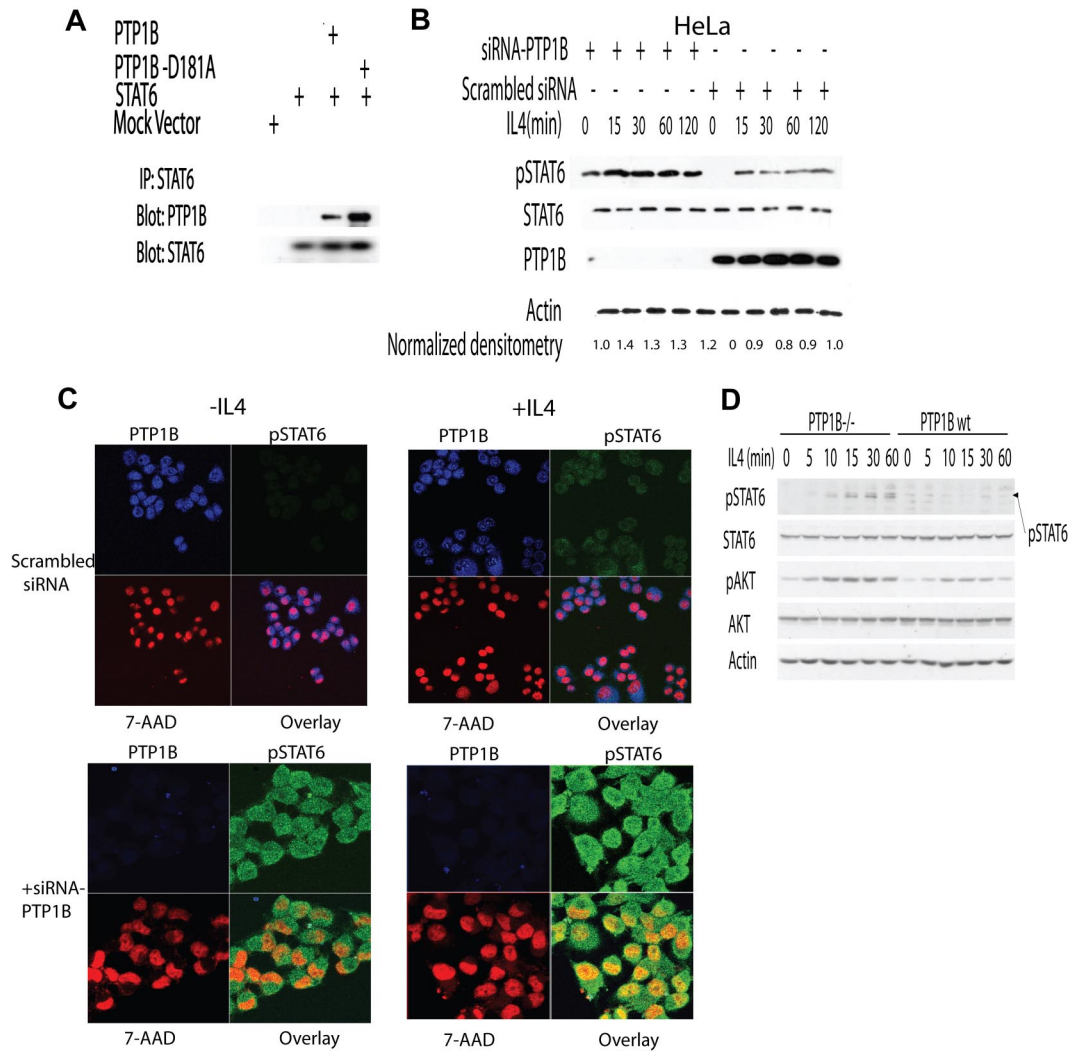 A
PTP1B +
PTP1B -D181A +
STAT6 + + +
Mock Vector +
IP: STAT6
Blot: PTP1B
Blot: STAT6
B
HeLa
siRNA-PTP1B + + + + + - - - - -
Scrambled siRNA - - - - - + + + + +
IL4(min) 0 15 30 60 120 0 15 30 60 120
pSTAT6
STAT6
PTP1B
Actin
Normalized densitometry 1.0 1.4 1.3 1.3 1.2 0 0.9 0.8 0.9 1.0
C
-IL4 +IL4
PTP1B pSTAT6 PTP1B pSTAT6
Scrambled
siRNA
7-AAD Overlay 7-AAD Overlay
PTP1B pSTAT6 PTP1B pSTAT6
+siRNA-
PTP1B
7-AAD Overlay 7-AAD Overlay
D
PTP1B-/- PTP1B wt
IL4 (min) 0 5 10 15 30 60 0 5 10 15 30 60
pSTAT6
pSTAT6
STAT6
pAKT
AKT
Actin